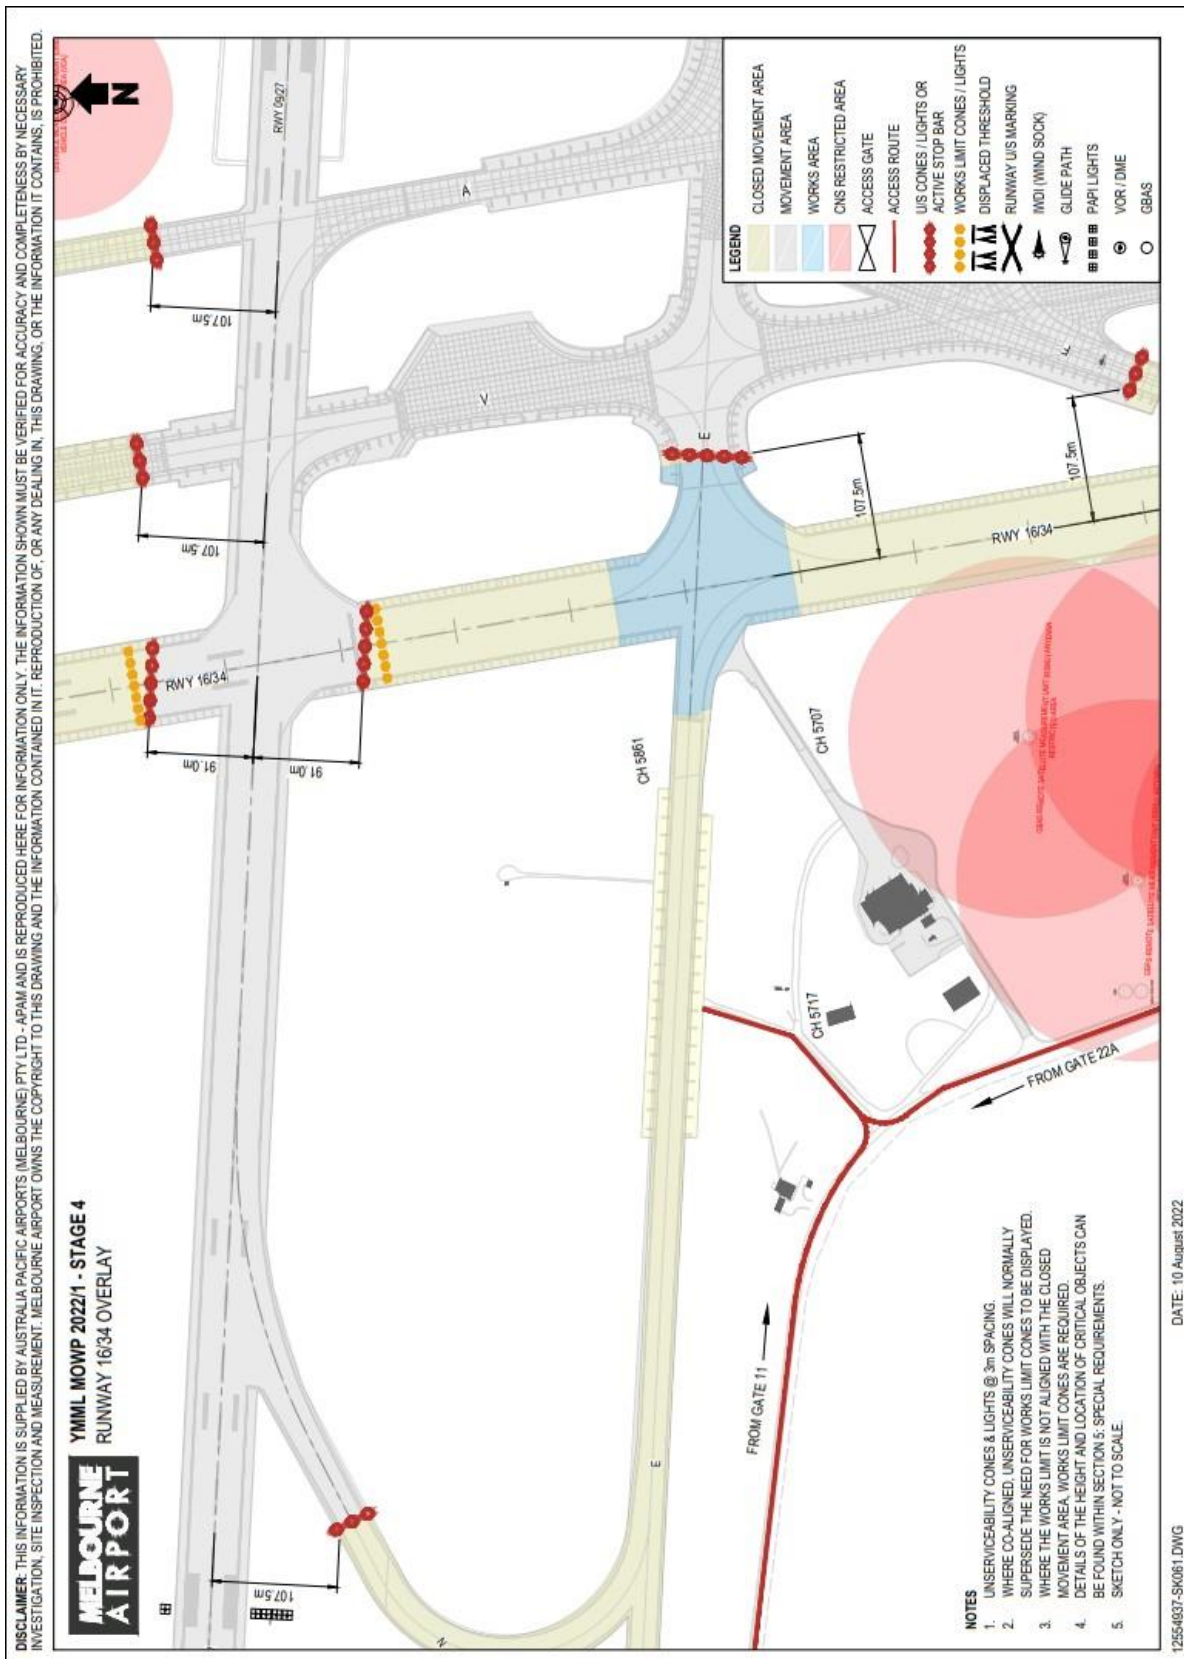 DISCLAIMER: THIS INFORMATION IS SUPPLIED BY AUSTRALIA PACIFIC AIRPORTS (MELBOURNE) PTY LTD - APAM AND IS REPRODUCED HERE FOR INFORMATION ONLY. THE INFORMATION SHOWN MUST BE VERIFIED FOR ACCURACY AND COMPLETENESS BY NECESSARY
INVESTIGATION, SITE INSPECTION AND MEASUREMENT. MELBOURNE AIRPORT OWNS THE COPYRIGHT TO THIS DRAWING AND THE INFORMATION CONTAINED IN IT. REPRODUCTION OF, OR ANY DEALING IN, THIS DRAWING, OR THE INFORMATION IT CONTAINS, IS PROHIBITED.
MELBOURNE
AIRPORT
YMML MOWP 2022/1 - STAGE 4
RUNWAY 16/34 OVERLAY
N
RWY 09/27
107.5m
107.5m
A
RWY 16/34
91.0m
91.0m
V
107.5m
N
E
CH 5861
E
107.5m
RWY 16/34
107.5m
F
CH 5707
CH 5717
FROM GATE 11
FROM GATE 22A
LEGEND
CLOSED MOVEMENT AREA
MOVEMENT AREA
WORKS AREA
CNS RESTRICTED AREA
ACCESS GATE
ACCESS ROUTE
U/S CONES / LIGHTS OR
ACTIVE STOP BAR
WORKS LIMIT CONES / LIGHTS
DISPLACED THRESHOLD
RUNWAY U/S MARKING
IWDI (WIND SOCK)
GLIDE PATH
PAPI LIGHTS
VOR / DME
GBAS
NOTES
1. UNSERVICEABILITY CONES & LIGHTS @ 3m SPACING.
2. WHERE CO-ALIGNED, UNSERVICEABILITY CONES WILL NORMALLY
SUPERSEDE THE NEED FOR WORKS LIMIT CONES TO BE DISPLAYED.
3. WHERE THE WORKS LIMIT IS NOT ALIGNED WITH THE CLOSED
MOVEMENT AREA, WORKS LIMIT CONES ARE REQUIRED.
4. DETAILS OF THE HEIGHT AND LOCATION OF CRITICAL OBJECTS CAN
BE FOUND WITHIN SECTION 5: SPECIAL REQUIREMENTS.
5. SKETCH ONLY - NOT TO SCALE.
12554937-SK061.DWG
DATE: 10 August 2022